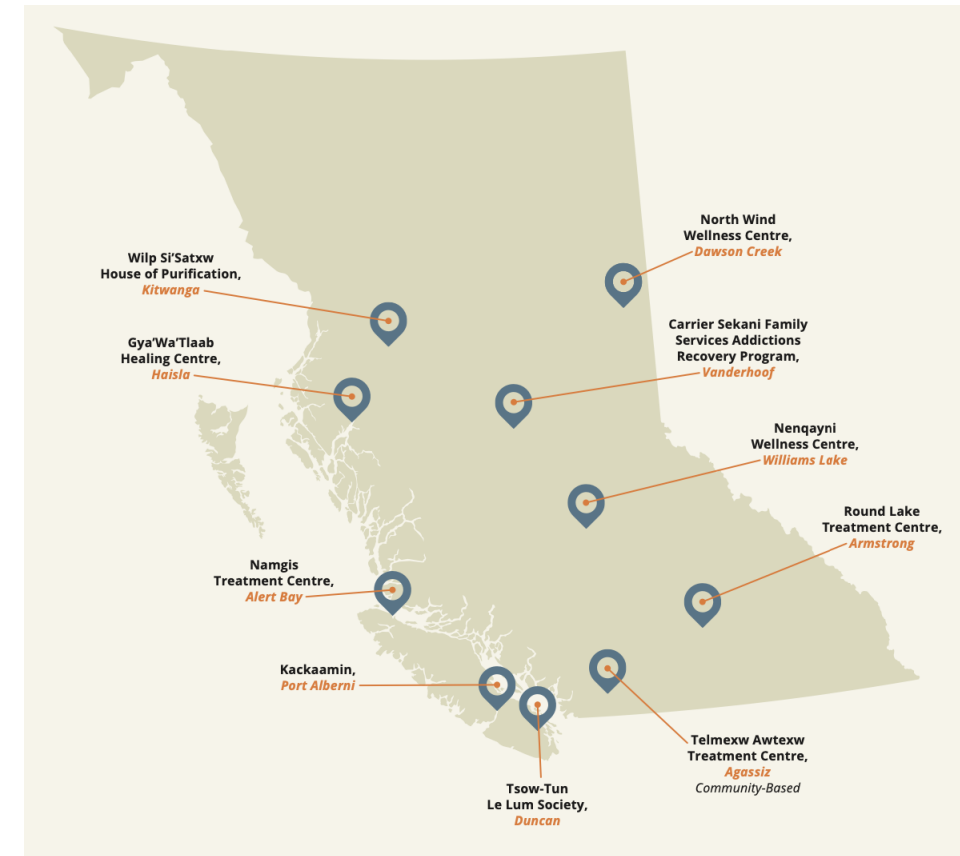 North Wind
Wellness Centre,
Dawson Creek
Wilp Si’Satxw
House of Purification,
Kitwanga
Carrier Sekani Family
Services Addictions
Recovery Program,
Vanderhoof
Gya’Wa’Tlaab
Healing Centre,
Haisla
Nenqayni
Wellness Centre,
Williams Lake
Round Lake
Treatment Centre,
Armstrong
Namgis
Treatment Centre,
Alert Bay
Kackaamin,
Port Alberni
Telmexw Awtexw
Treatment Centre,
Agassiz
Community-Based
Tsow-Tun
Le Lum Society,
Duncan